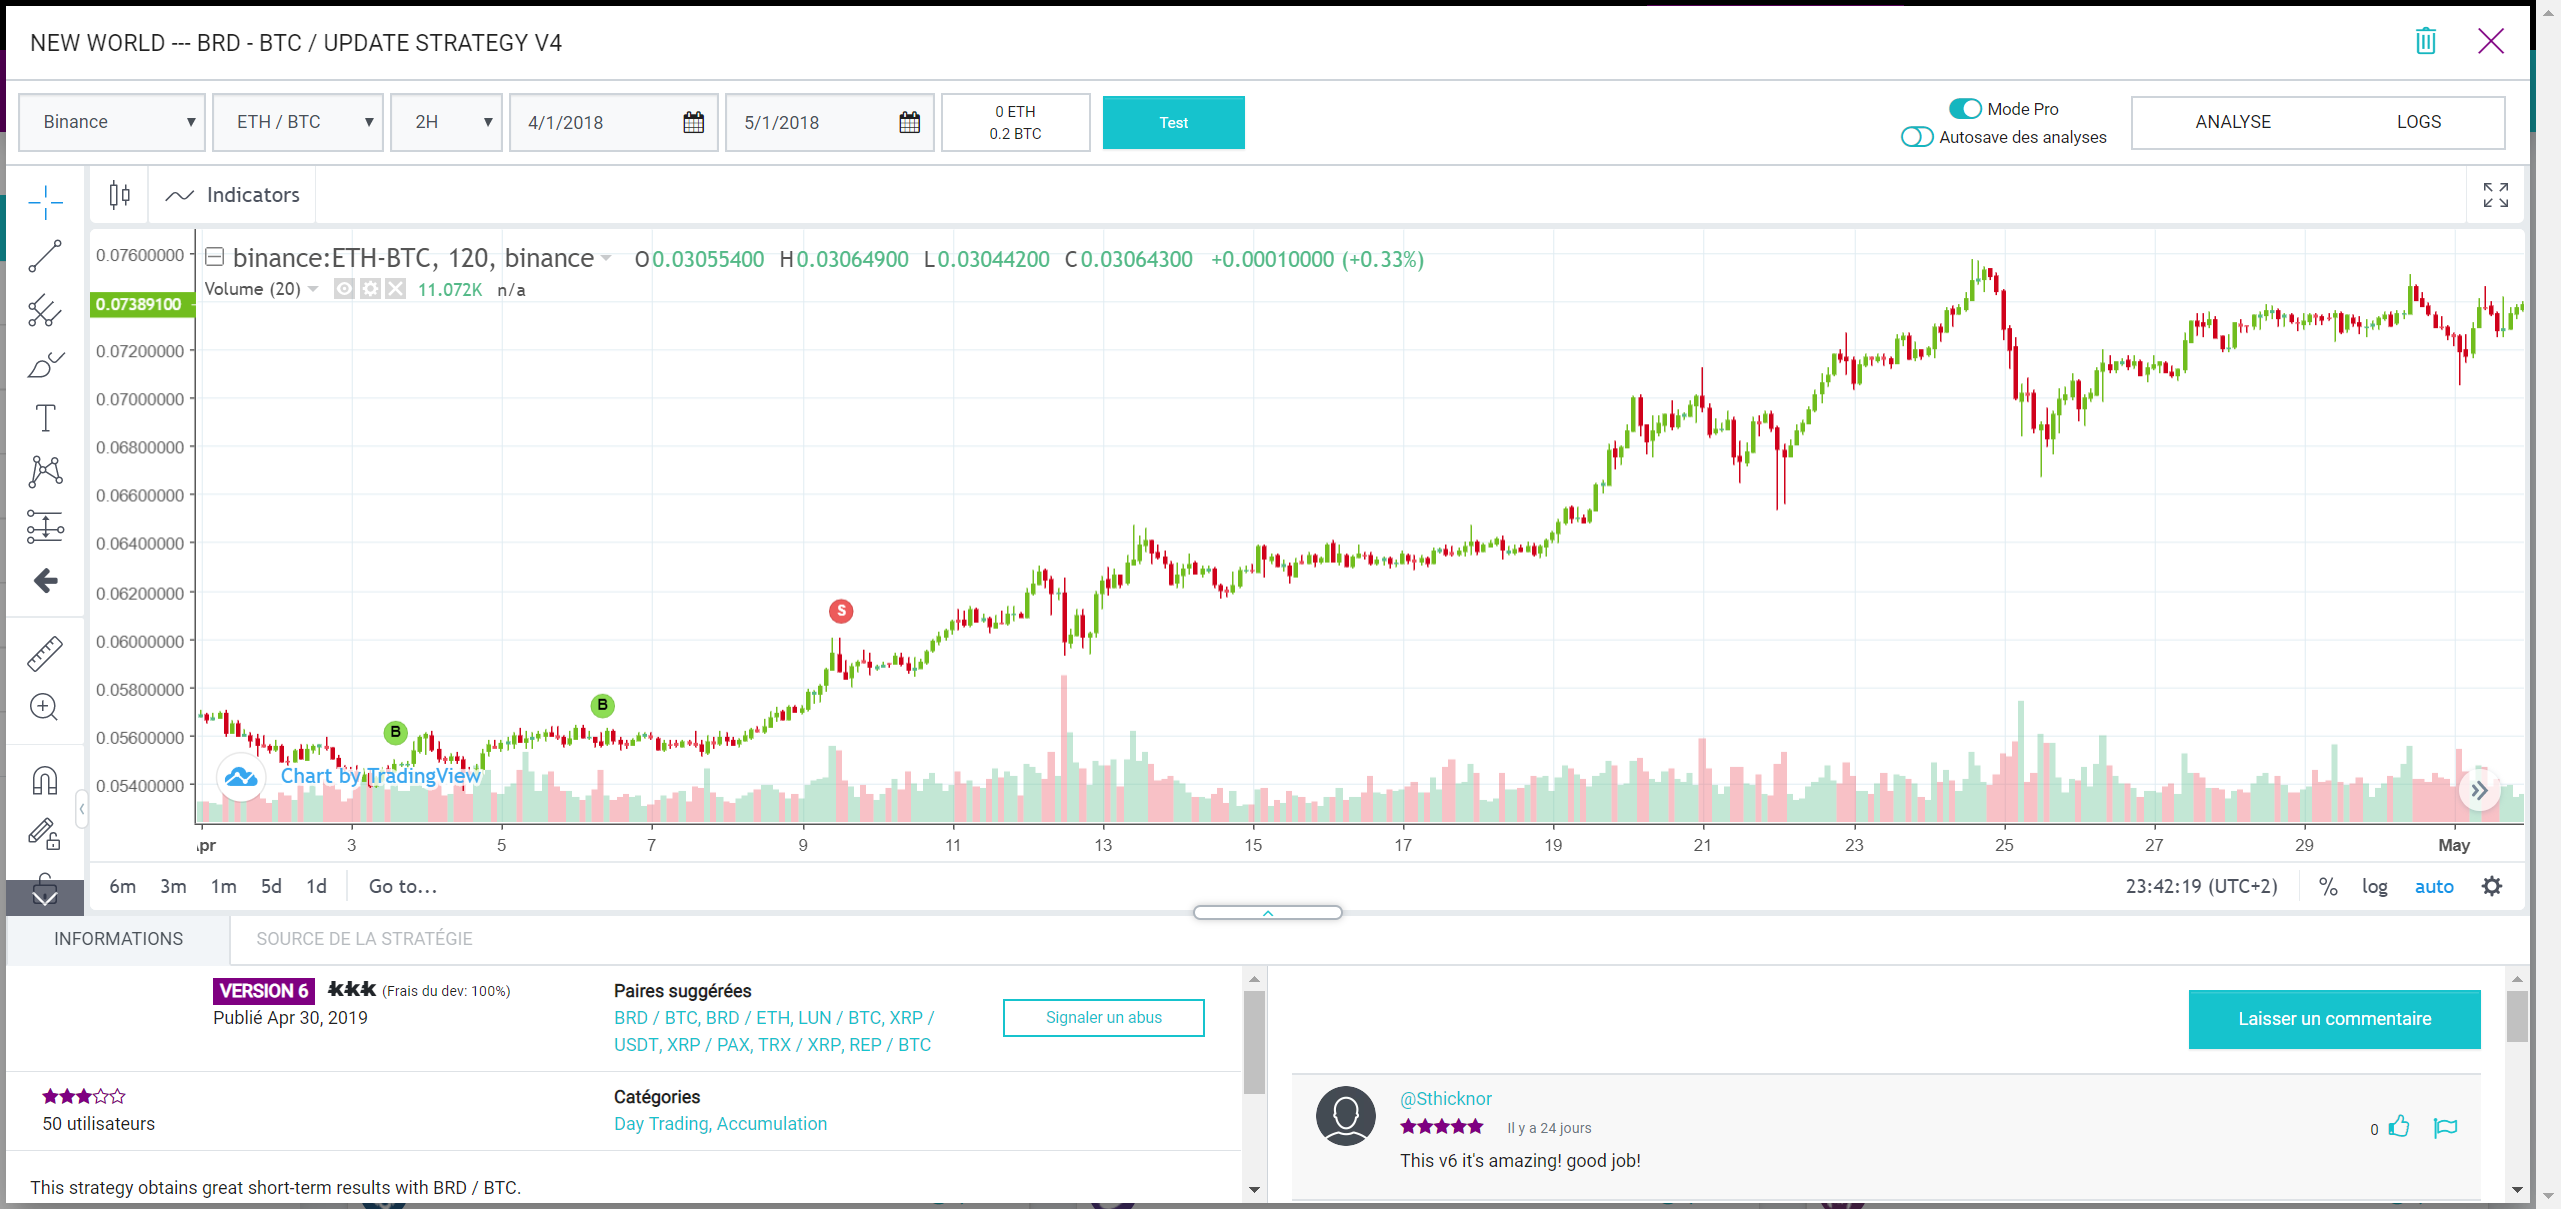 NEW WORLD --- BRD - BTC / UPDATE STRATEGY V4
Binance
ETH / BTC
2H
4/1/2018
5/1/2018
0 ETH
0.2 BTC
Test
Mode Pro
Autosave des analyses
ANALYSE
LOGS
Indicators
binance:ETH-BTC, 120, binance O0.03055400 H0.03064900 L0.03044200 C0.03064300 +0.00010000 (+0.33%)
Volume (20) 11.072K n/a
0.07600000
0.07389100
0.07200000
0.07000000
0.06800000
0.06600000
0.06400000
0.06200000
0.06000000
0.05800000
0.05600000
0.05400000
S
B
B
Chart by TradingView
3 5 7 9 11 13 15 17 19 21 23 25 27 29 May
6m 3m 1m 5d 1d Go to...
23:42:19 (UTC+2) % log auto
INFORMATIONS
SOURCE DE LA STRATÉGIE
VERSION 6 (Frais du dev: 100%)
Publié Apr 30, 2019
Paires suggérées
BRD / BTC, BRD / ETH, LUN / BTC, XRP /
USDT, XRP / PAX, TRX / XRP, REP / BTC
Signaler un abus
50 utilisateurs
Catégories
Day Trading, Accumulation
This strategy obtains great short-term results with BRD / BTC.
Laisser un commentaire
@Sthicknor
Il y a 24 jours
0
This v6 it's amazing! good job!